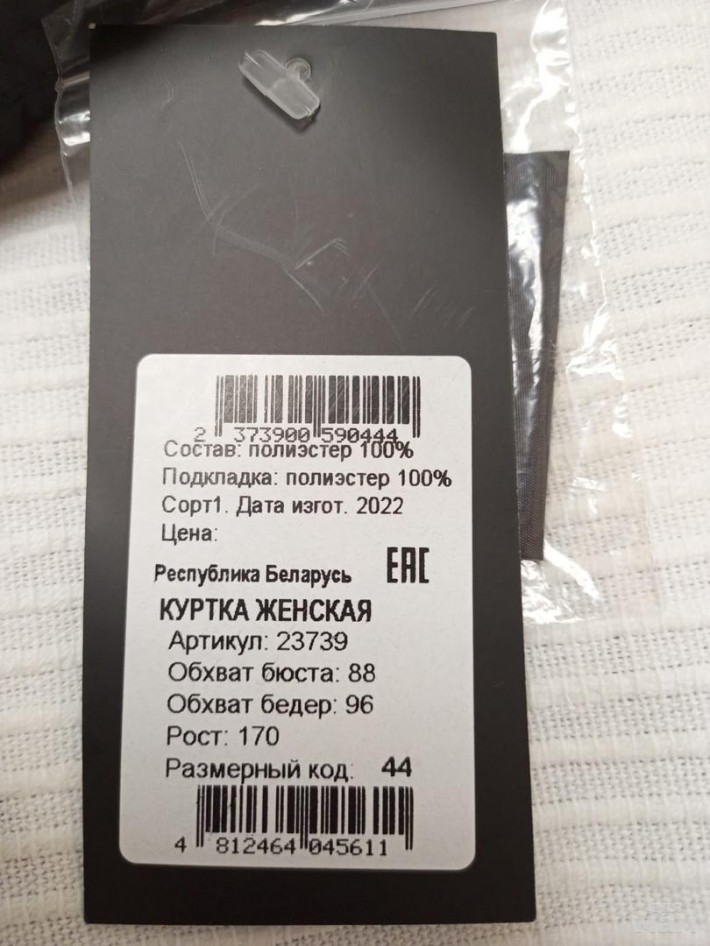 2 373900 590444
Состав: полиэстер 100%
Подкладка: полиэстер 100%
Сорт1. Дата изгот. 2022
Цена:
Республика Беларусь EAC
КУРТКА ЖЕНСКАЯ
Артикул: 23739
Обхват бюста: 88
Обхват бедер: 96
Рост: 170
Размерный код: 44
4 812464 045611